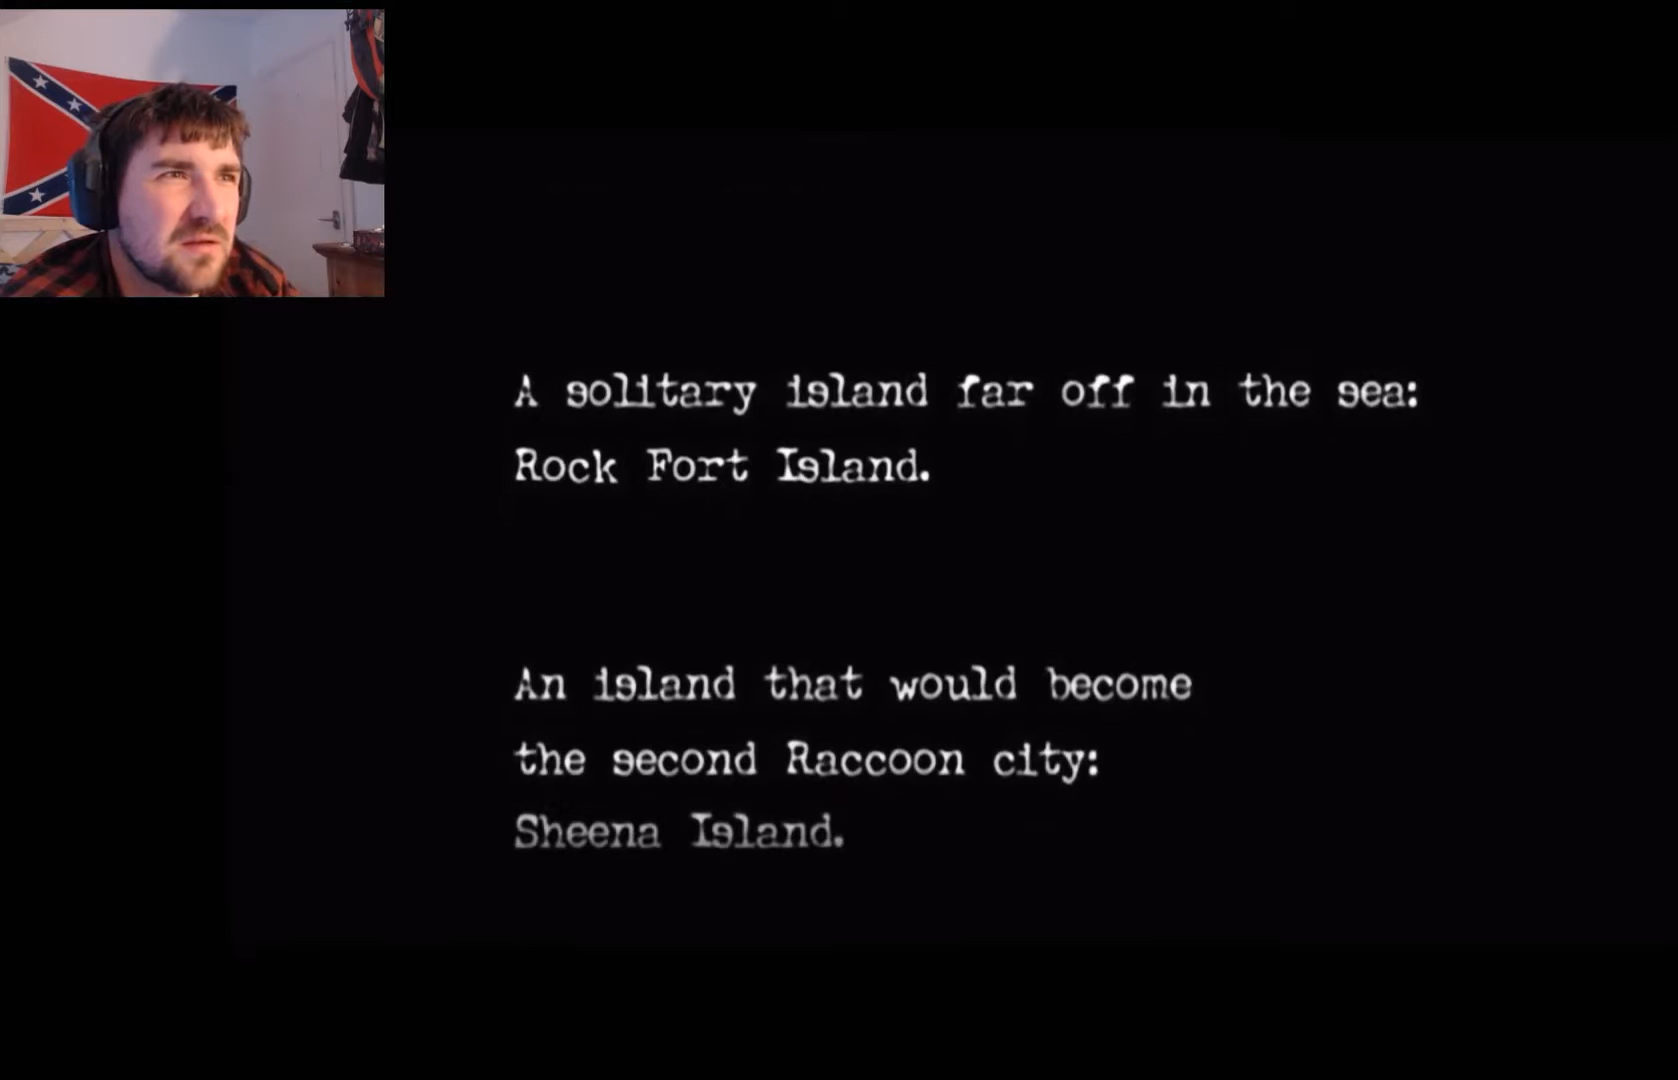 A solitary island far off in the sea:
Rock Fort Island.
An island that would become
the second Raccoon city:
Sheena Island.